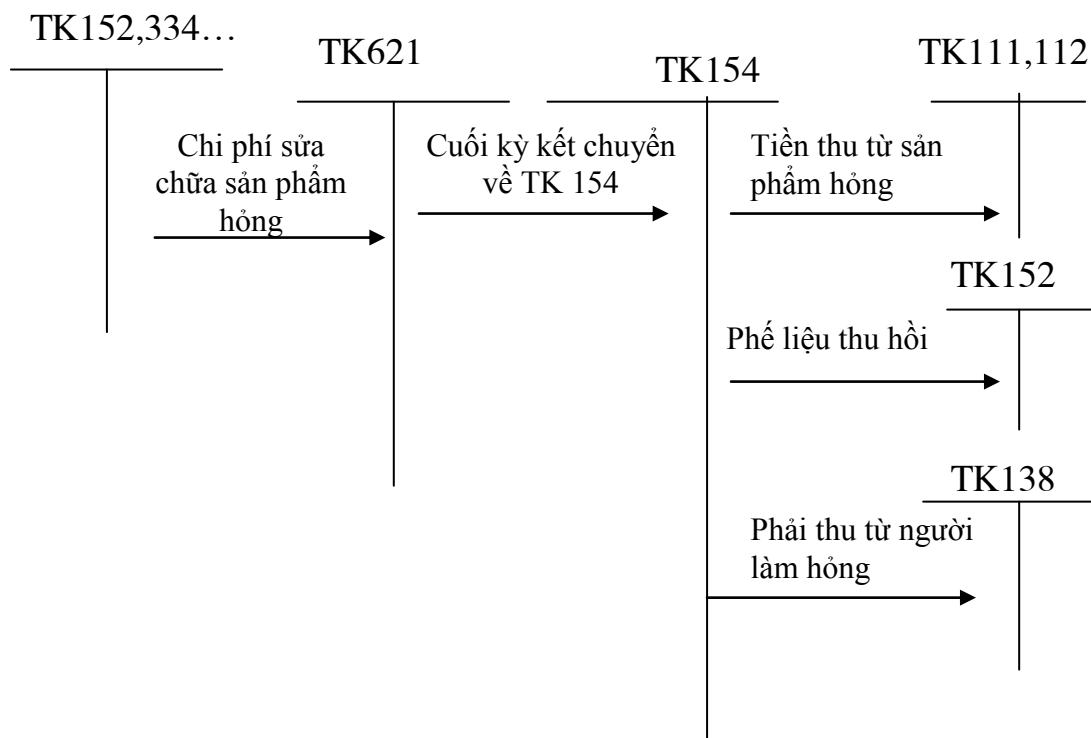 TK152,334…
TK621
TK154
TK111,112
Chi phí sửa
chữa sản phẩm
hỏng
Cuối kỳ kết chuyển
về TK 154
Tiền thu từ sản
phẩm hỏng
TK152
Phế liệu thu hồi
TK138
Phải thu từ người
làm hỏng